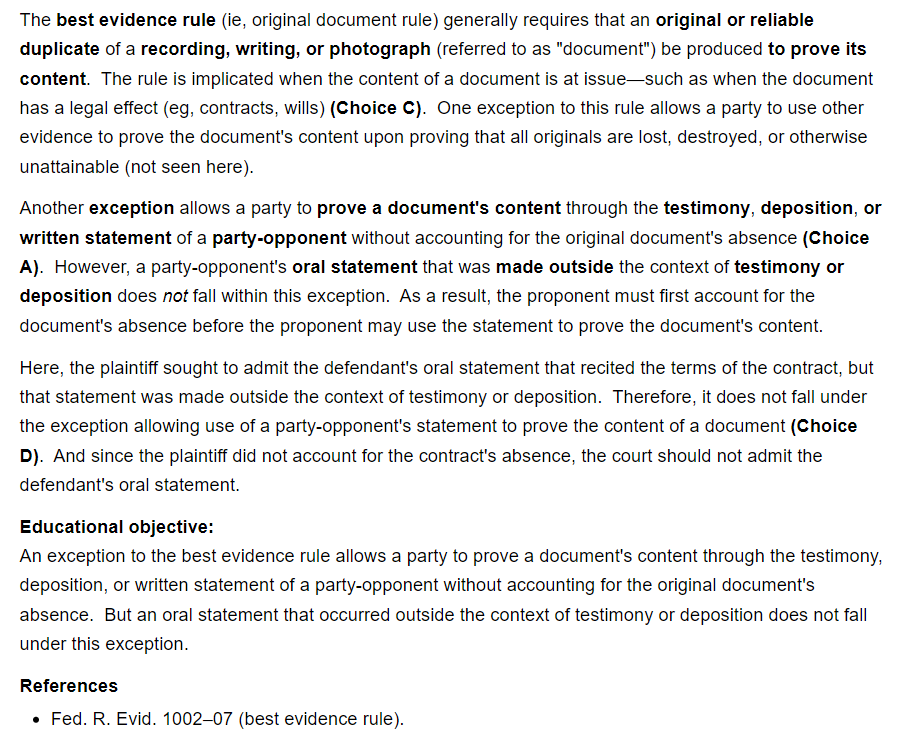 The best evidence rule (ie, original document rule) generally requires that an original or reliable
duplicate of a recording, writing, or photograph (referred to as "document") be produced to prove its
content.  The rule is implicated when the content of a document is at issue—such as when the document
has a legal effect (eg, contracts, wills) (Choice C).  One exception to this rule allows a party to use other
evidence to prove the document's content upon proving that all originals are lost, destroyed, or otherwise
unattainable (not seen here).
Another exception allows a party to prove a document's content through the testimony, deposition, or
written statement of a party-opponent without accounting for the original document's absence (Choice
A).  However, a party-opponent's oral statement that was made outside the context of testimony or
deposition does not fall within this exception.  As a result, the proponent must first account for the
document's absence before the proponent may use the statement to prove the document's content.
Here, the plaintiff sought to admit the defendant's oral statement that recited the terms of the contract, but
that statement was made outside the context of testimony or deposition.  Therefore, it does not fall under
the exception allowing use of a party-opponent's statement to prove the content of a document (Choice
D).  And since the plaintiff did not account for the contract's absence, the court should not admit the
defendant's oral statement.
Educational objective:
An exception to the best evidence rule allows a party to prove a document's content through the testimony,
deposition, or written statement of a party-opponent without accounting for the original document's
absence.  But an oral statement that occurred outside the context of testimony or deposition does not fall
under this exception.
References
• Fed. R. Evid. 1002–07 (best evidence rule).